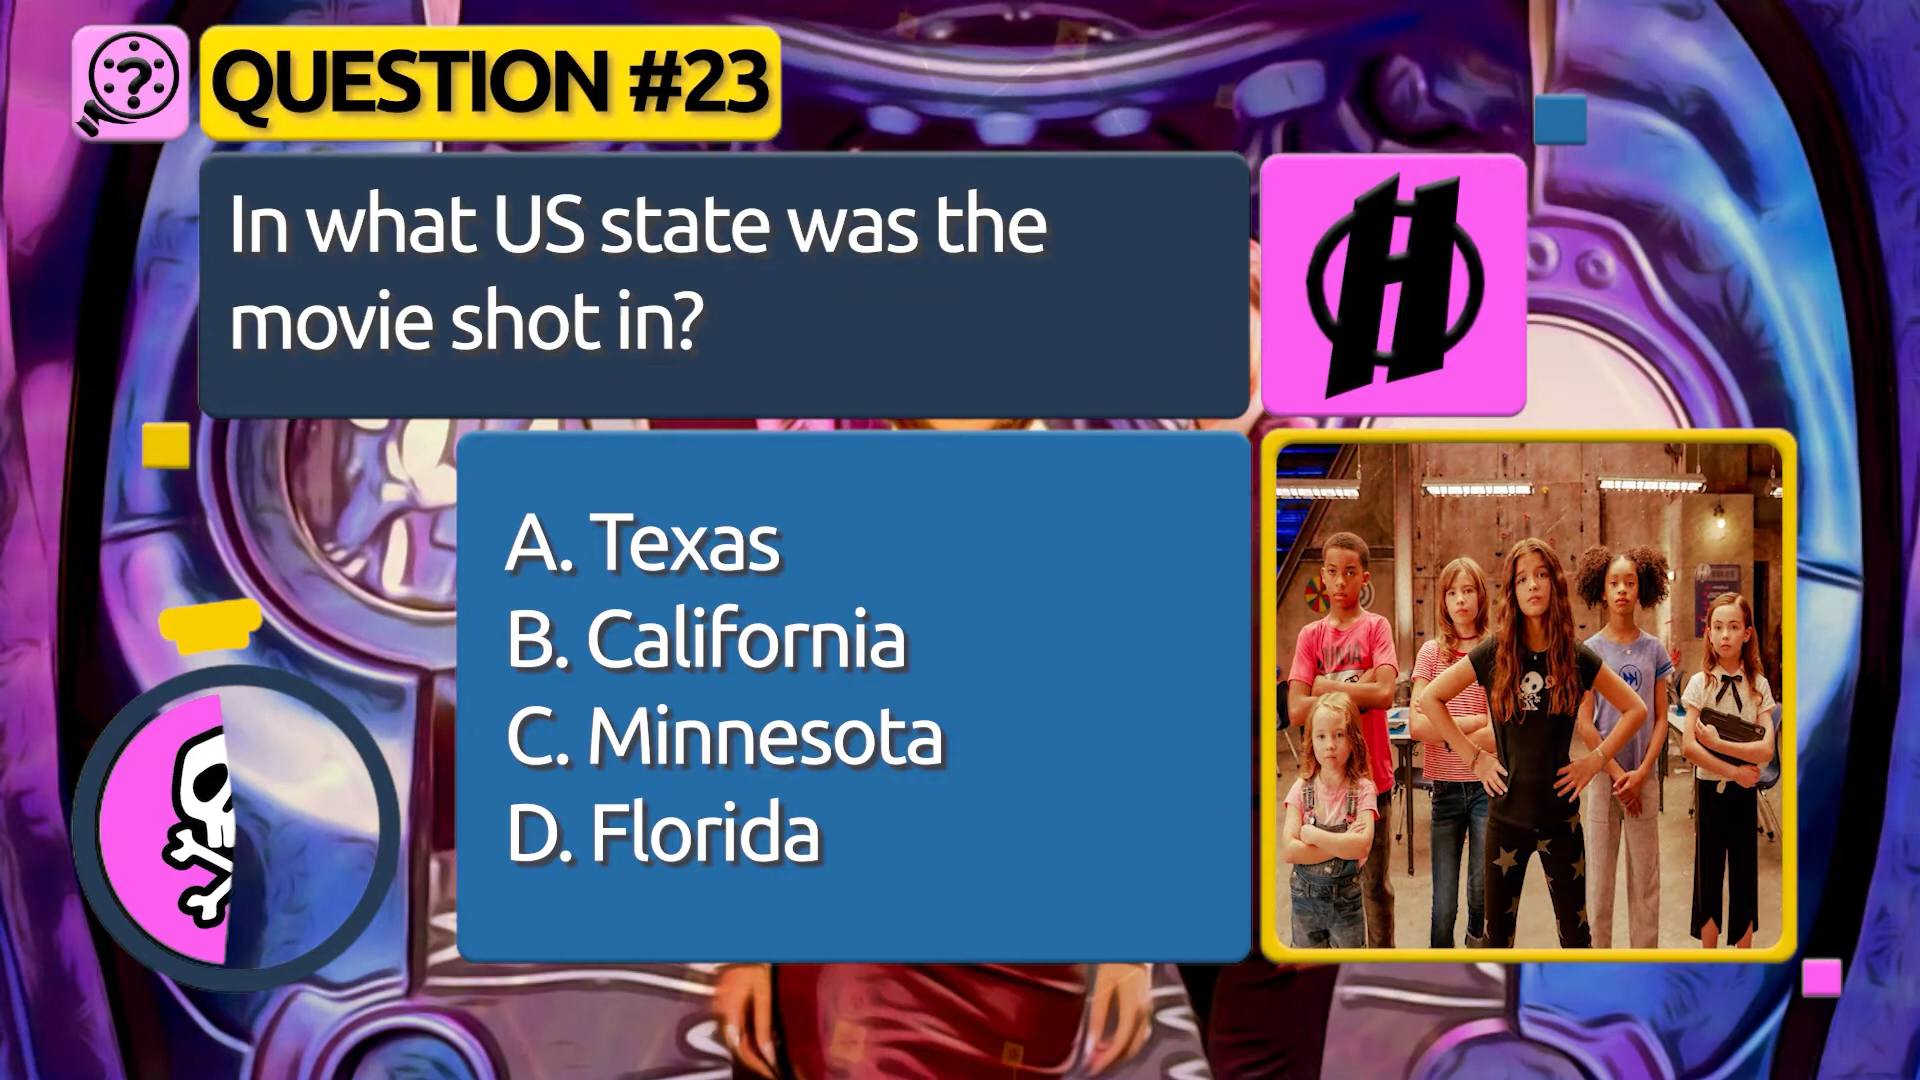 ?
QUESTION #23
In what US state was the
movie shot in?
H
A. Texas
B. California
C. Minnesota
D. Florida